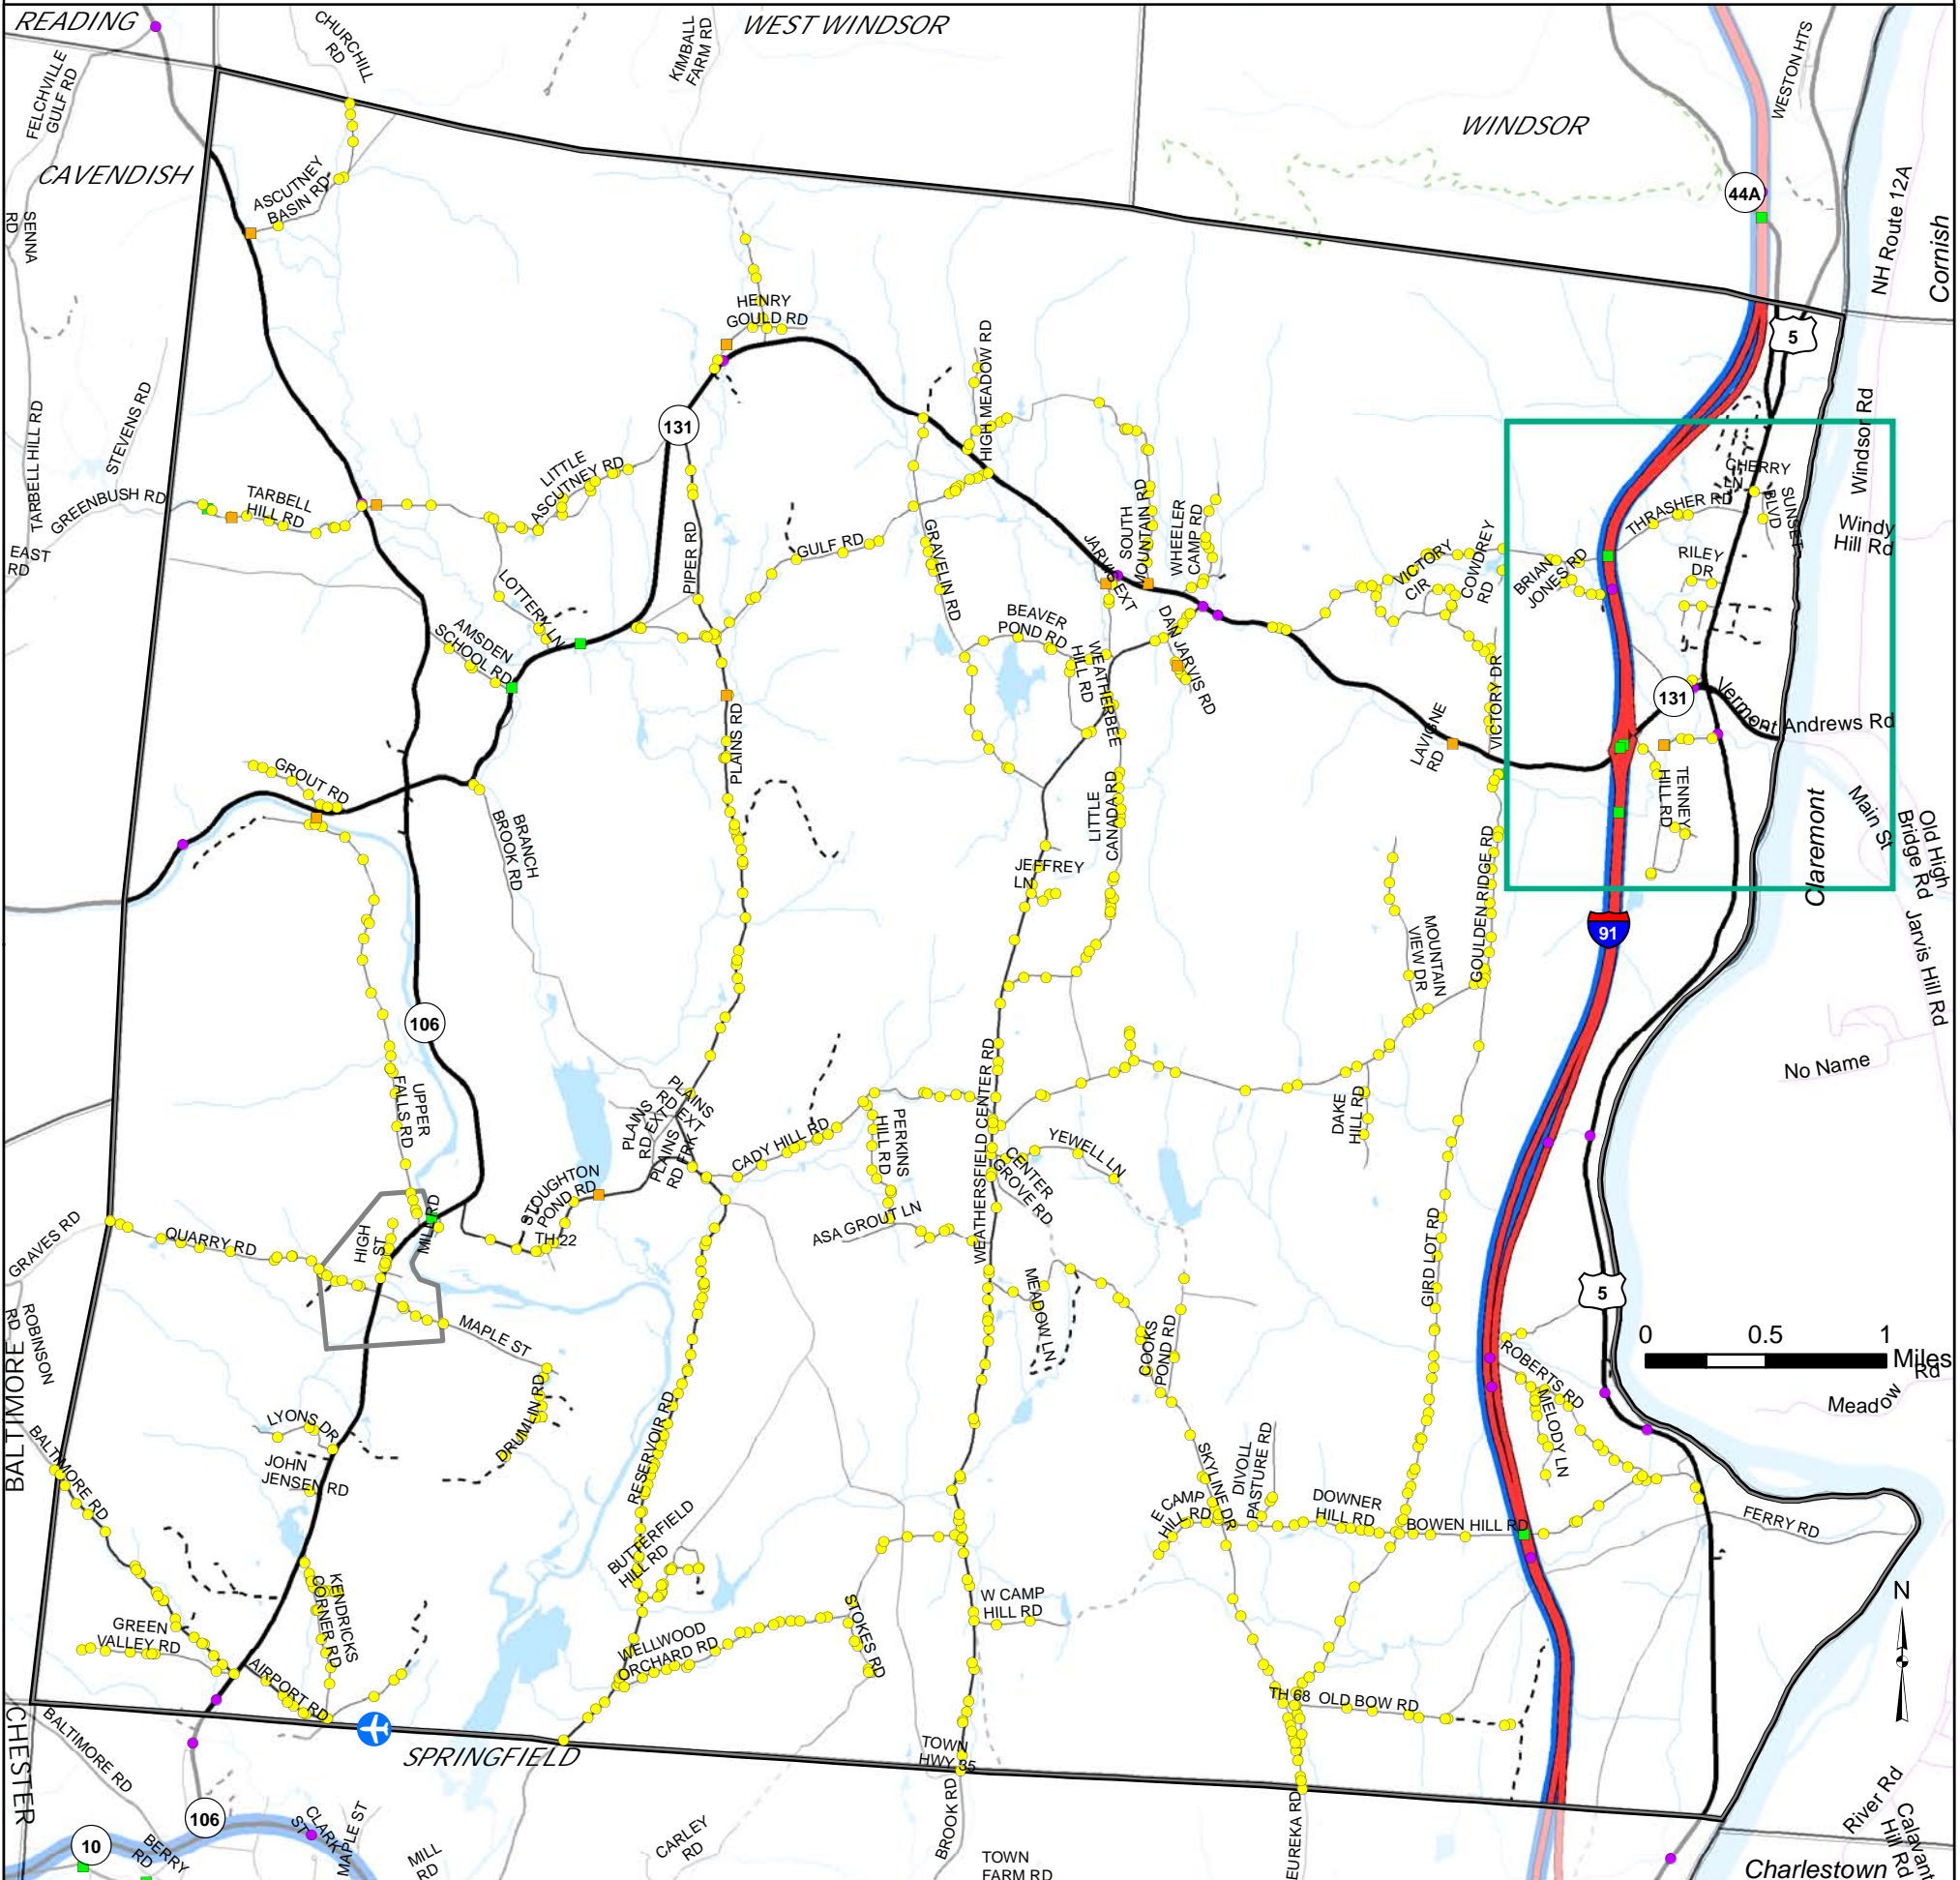 READING
CHURCHILL
RD
KIMBALL
FARM RD
WEST WINDSOR
WESTON HTS
FELCHVILLE
GULF RD
WINDSOR
CAVENDISH
ASCUTNEY
BASIN RD
44A
NH Route 12A
Cornish
SENNA
RD
HENRY
GOULD RD
5
HIGH MEADOW RD
STEVENS RD
TARBELL HILL RD
131
Windsor Rd
LITTLE
ASCUTNEY RD
CHERRY
LN
GREENBUSH RD
TARBELL
HILL RD
THRASHER RD
SUNSET
BLVD
Windy
Hill Rd
EAST
RD
PIPER RD
GULF RD
GRAVELIN RD
JARVIS EXT
SOUTH
MOUNTAIN RD
WHEELER
CAMP RD
VICTORY
CIR
COWDREY
RD
BRIAN
JONES RD
RILEY
DR
LOTTERY LN
AMSDEN
SCHOOL RD
BEAVER
POND RD
HILL RD
WEATHERBEE
DAN JARVIS RD
VICTORY DR
131
Vermont
Andrews Rd
PLAINS RD
LAVIGNE
RD
GROUT RD
TENNEY
HILL RD
Claremont
Main St
Old High
Bridge Rd
BRANCH
BROOK RD
LITTLE
CANADA RD
JEFFREY
LN
GOULDEN RIDGE RD
MOUNTAIN
VIEW DR
91
Jarvis Hill Rd
106
No Name
UPPER
FALLS RD
PLAINS
RD EXT
PLAINS
RD EXT
PLAINS
RD FRK
CADY HILL RD
PERKINS
HILL RD
WEATHERSFIELD CENTER RD
YEWELL LN
CENTER
GROVE RD
DAKE
HILL RD
STOUGHTON
POND RD
TH 22
ASA GROUT LN
GRAVES RD
QUARRY RD
HIGH
ST
MILL RD
GIRD LOT RD
5
0
0.5
1
Miles
MEADOW LN
COOKS
POND RD
ROBINSON
RD
BALTIMORE
MAPLE ST
ROBERTS RD
MELODY LN
Meadow
Rd
LYONS DR
DRUMLIN RD
RESERVOIR RD
JOHN
JENSEN RD
BALTIMORE RD
SKYLINE DR
DIVOLL
PASTURE RD
E CAMP
HILL RD
DOWNER
HILL RD
BOWEN HILL RD
FERRY RD
BUTTERFIELD
HILL RD
KENDRICKS
CORNER RD
STOKES RD
W CAMP
HILL RD
N
GREEN
VALLEY RD
WELLWOOD
ORCHARD RD
AIRPORT RD
TH 68
OLD BOW RD
CHESTER
BALTIMORE RD
SPRINGFIELD
TOWN
HWY 35
106
10
BERRY
RD
CLARK
ST
MAPLE ST
MILL
RD
CARLEY
RD
BROOK RD
TOWN
FARM RD
EUREKA RD
River Rd
Calavant
Hill Rd
Charlestown